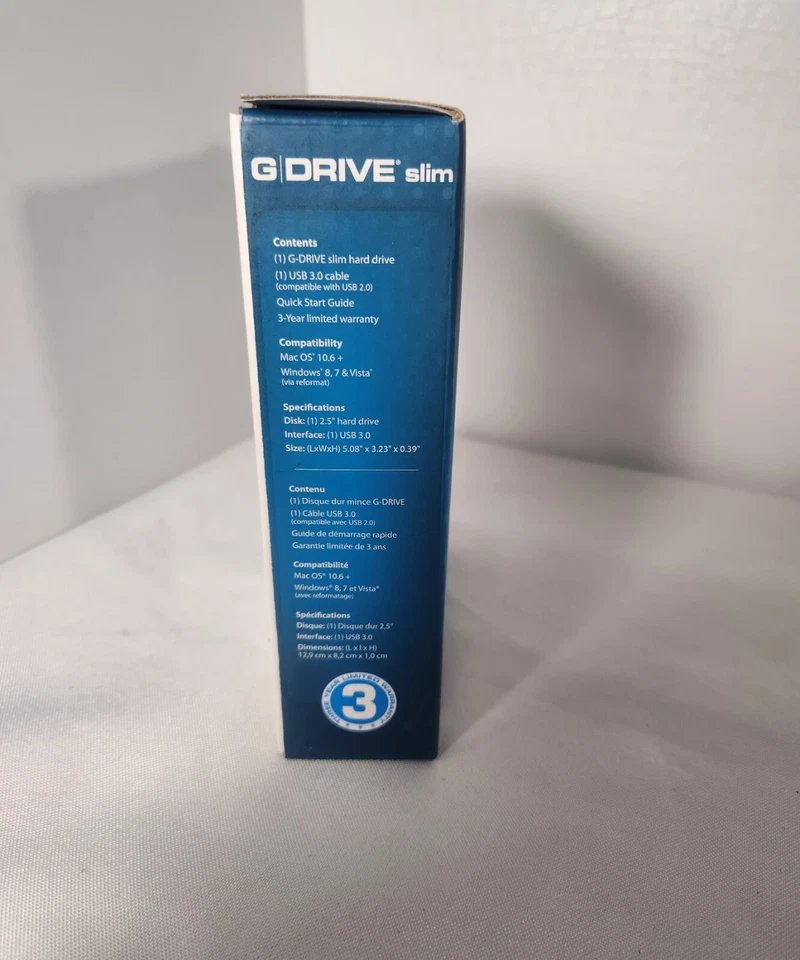 G|DRIVE® slim
Contents
(1) G-DRIVE slim hard drive
(1) USB 3.0 cable
(compatible with USB 2.0)
Quick Start Guide
3-Year limited warranty
Compatibility
Mac OS® 10.6 +
Windows® 8, 7 & Vista®
(via reformat)
Specifications
Disk: (1) 2.5" hard drive
Interface: (1) USB 3.0
Size: (LxWxH) 5.08" x 3.23" x 0.39"
Contenu
(1) Disque dur mince G-DRIVE
(1) Câble USB 3.0
(compatible avec USB 2.0)
Guide de démarrage rapide
Garantie limitée de 3 ans
Compatibilité
Mac OS® 10.6 +
Windows® 8, 7 et Vista®
(avec reformatage)
Spécifications
Disque: (1) Disque dur 2,5"
Interface: (1) USB 3.0
Dimensions: (L x l x H)
12,9 cm x 8,2 cm x 1,0 cm
THREE YEAR LIMITED WARRANTY
3